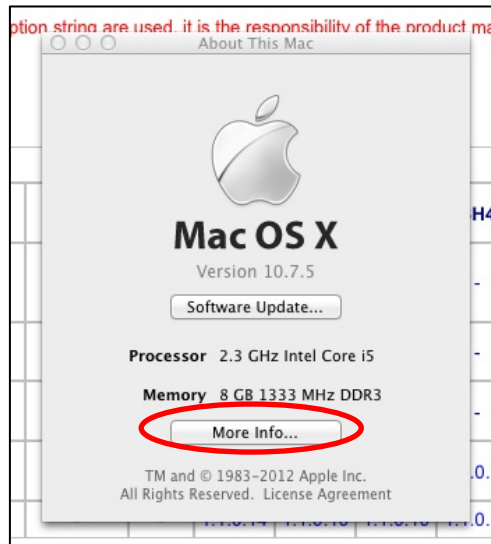 ption string are used, it is the responsibility of the product ma
About This Mac
H4
Mac OS X
Version 10.7.5
-
Software Update...
Processor 2.3 GHz Intel Core i5
-
Memory 8 GB 1333 MHz DDR3
-
More Info...
TM and © 1983-2012 Apple Inc.
.0.
All Rights Reserved. License Agreement